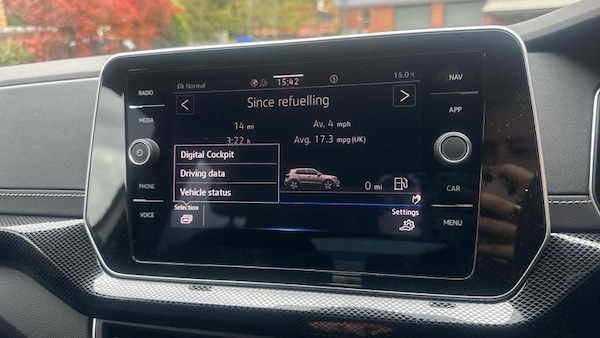 RADIO
MEDIA
PHONE
VOICE
Normal
15:42
15.0°C
Since refuelling
14 mi
Av. 4 mph
3:22 h
Avg. 17.3 mpg (UK)
Digital Cockpit
Driving data
Vehicle status
0 mi
Selection
Settings
NAV
APP
CAR
MENU